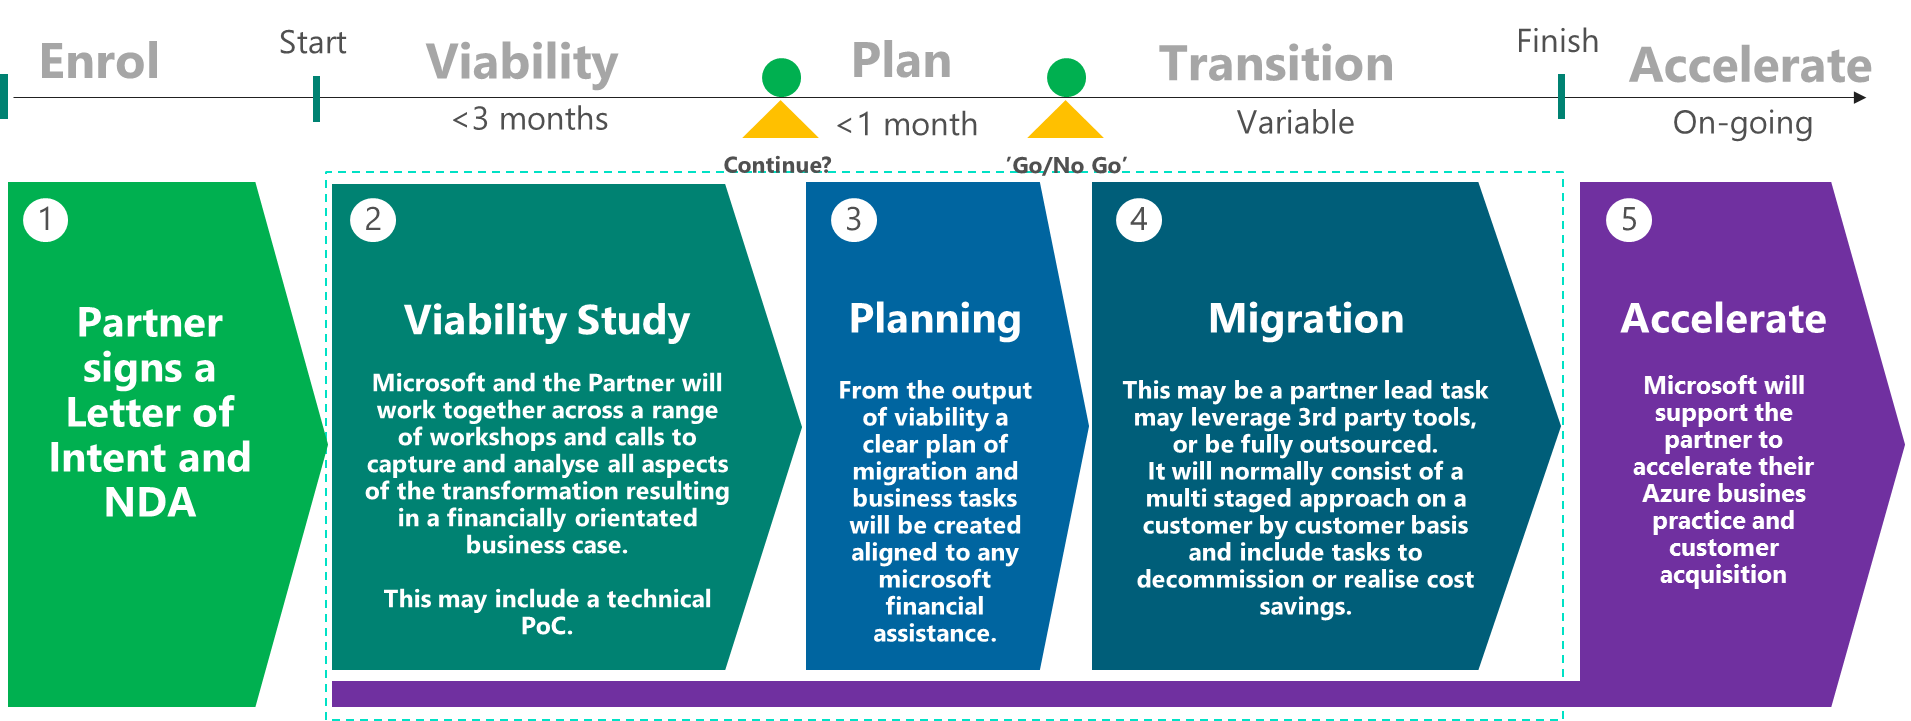 Enrol
Start
Viability
Plan
Transition
Finish
Accelerate
<3 months
<1 month
Variable
On-going
Continue?
'Go/No Go'
1
Partner
signs a
Letter of
Intent and
NDA
2
Viability Study
Microsoft and the Partner will
work together across a range
of workshops and calls to
capture and analyse all aspects
of the transformation resulting
in a financially orientated
business case.
This may include a technical
PoC.
3
Planning
From the output
of viability a
clear plan of
migration and
business tasks
will be created
aligned to any
microsoft
financial
assistance.
4
Migration
This may be a partner lead task
may leverage 3rd party tools,
or be fully outsourced.
It will normally consist of a
multi staged approach on a
customer by customer basis
and include tasks to
decommission or realise cost
savings.
5
Accelerate
Microsoft will
support the
partner to
accelerate their
Azure busines
practice and
customer
acquisition